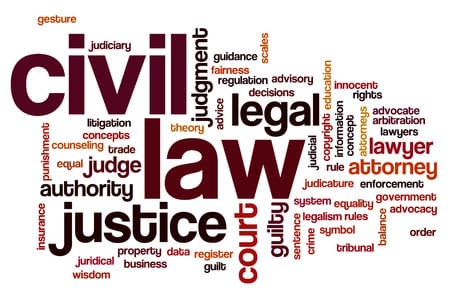 gesture
civil
judiciary
judgment
guidance
scales
fairness
regulation
advisory
decisions
education
innocent
rights
litigation
concepts
theory
advice
legal
judicial
copyright
information
concept
attorneys
advocate
arbitration
lawyers
punishment
counseling
trade
equal
judge
law
rule
lawyer
attorney
authority
judicature
enforcement
insurance
justice
court
guilty
system
equality
government
advocacy
sentence
legalism
rules
crime
symbol
balance
order
tribunal
juridical
property
data
register
wisdom
business
guilt